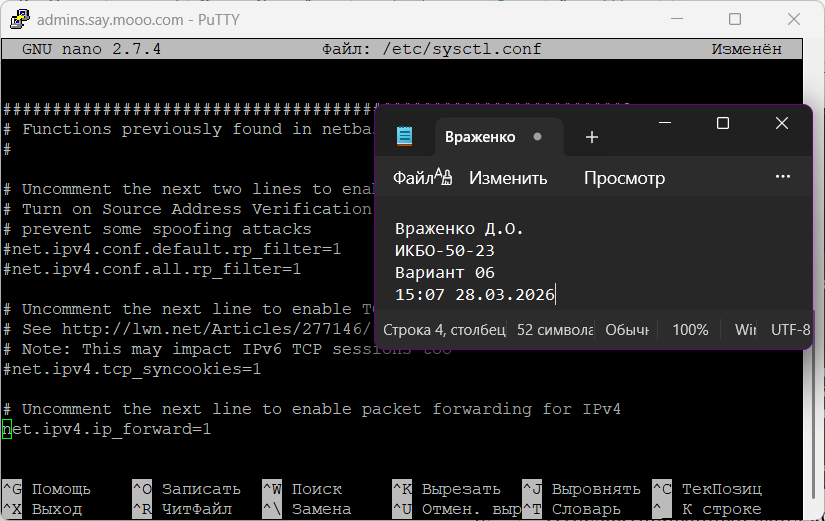 admins.say.mooo.com - PuTTY
GNU nano 2.7.4 Файл: /etc/sysctl.conf Изменён
# Functions previously found in netba
#
# Uncomment the next two lines to enab
# Turn on Source Address Verification
# prevent some spoofing attacks
#net.ipv4.conf.default.rp_filter=1
#net.ipv4.conf.all.rp_filter=1
# Uncomment the next line to enable TC
# See http://lwn.net/Articles/277146/
# Note: This may impact IPv6 TCP sessions too
#net.ipv4.tcp_syncookies=1
# Uncomment the next line to enable packet forwarding for IPv4
net.ipv4.ip_forward=1
^G Помощь ^O Записать ^W Поиск ^K Вырезать ^J Выровнять ^C ТекПозиц
^X Выход ^R ЧитФайл ^\ Замена ^U Отмен. выр ^T Словарь ^ К строке
Враженко
Файл Изменить Просмотр ...
Враженко Д.О.
ИКБО-50-23
Вариант 06
15:07 28.03.2026
Строка 4, столбец 52 символа Обычн 100% Win UTF-8